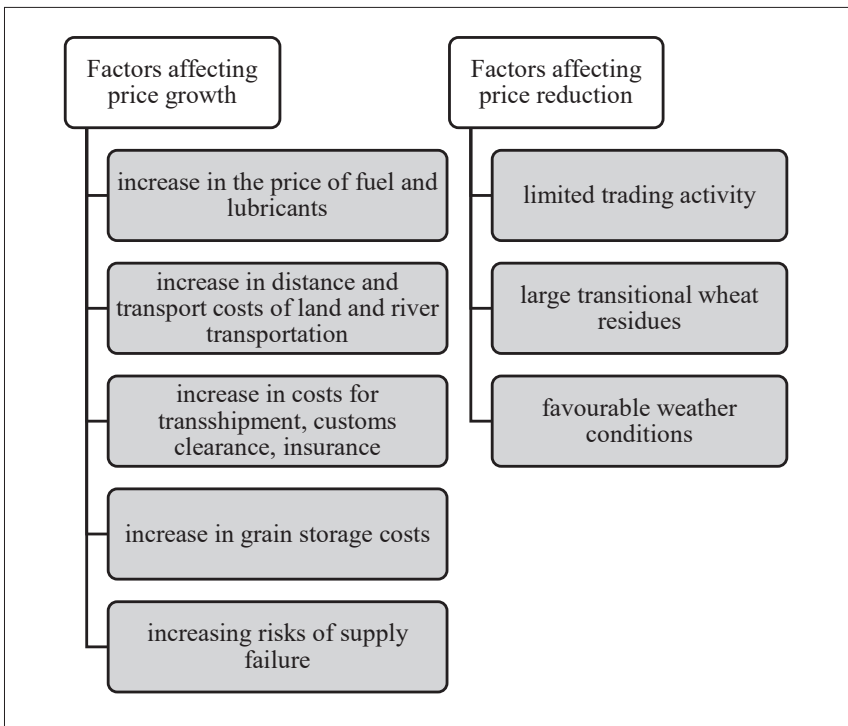 Factors affecting
price growth
increase in the price of fuel and
lubricants
increase in distance and
transport costs of land and river
transportation
increase in costs for
transshipment, customs
clearance, insurance
increase in grain storage costs
increasing risks of supply
failure
Factors affecting
price reduction
limited trading activity
large transitional wheat
residues
favourable weather
conditions